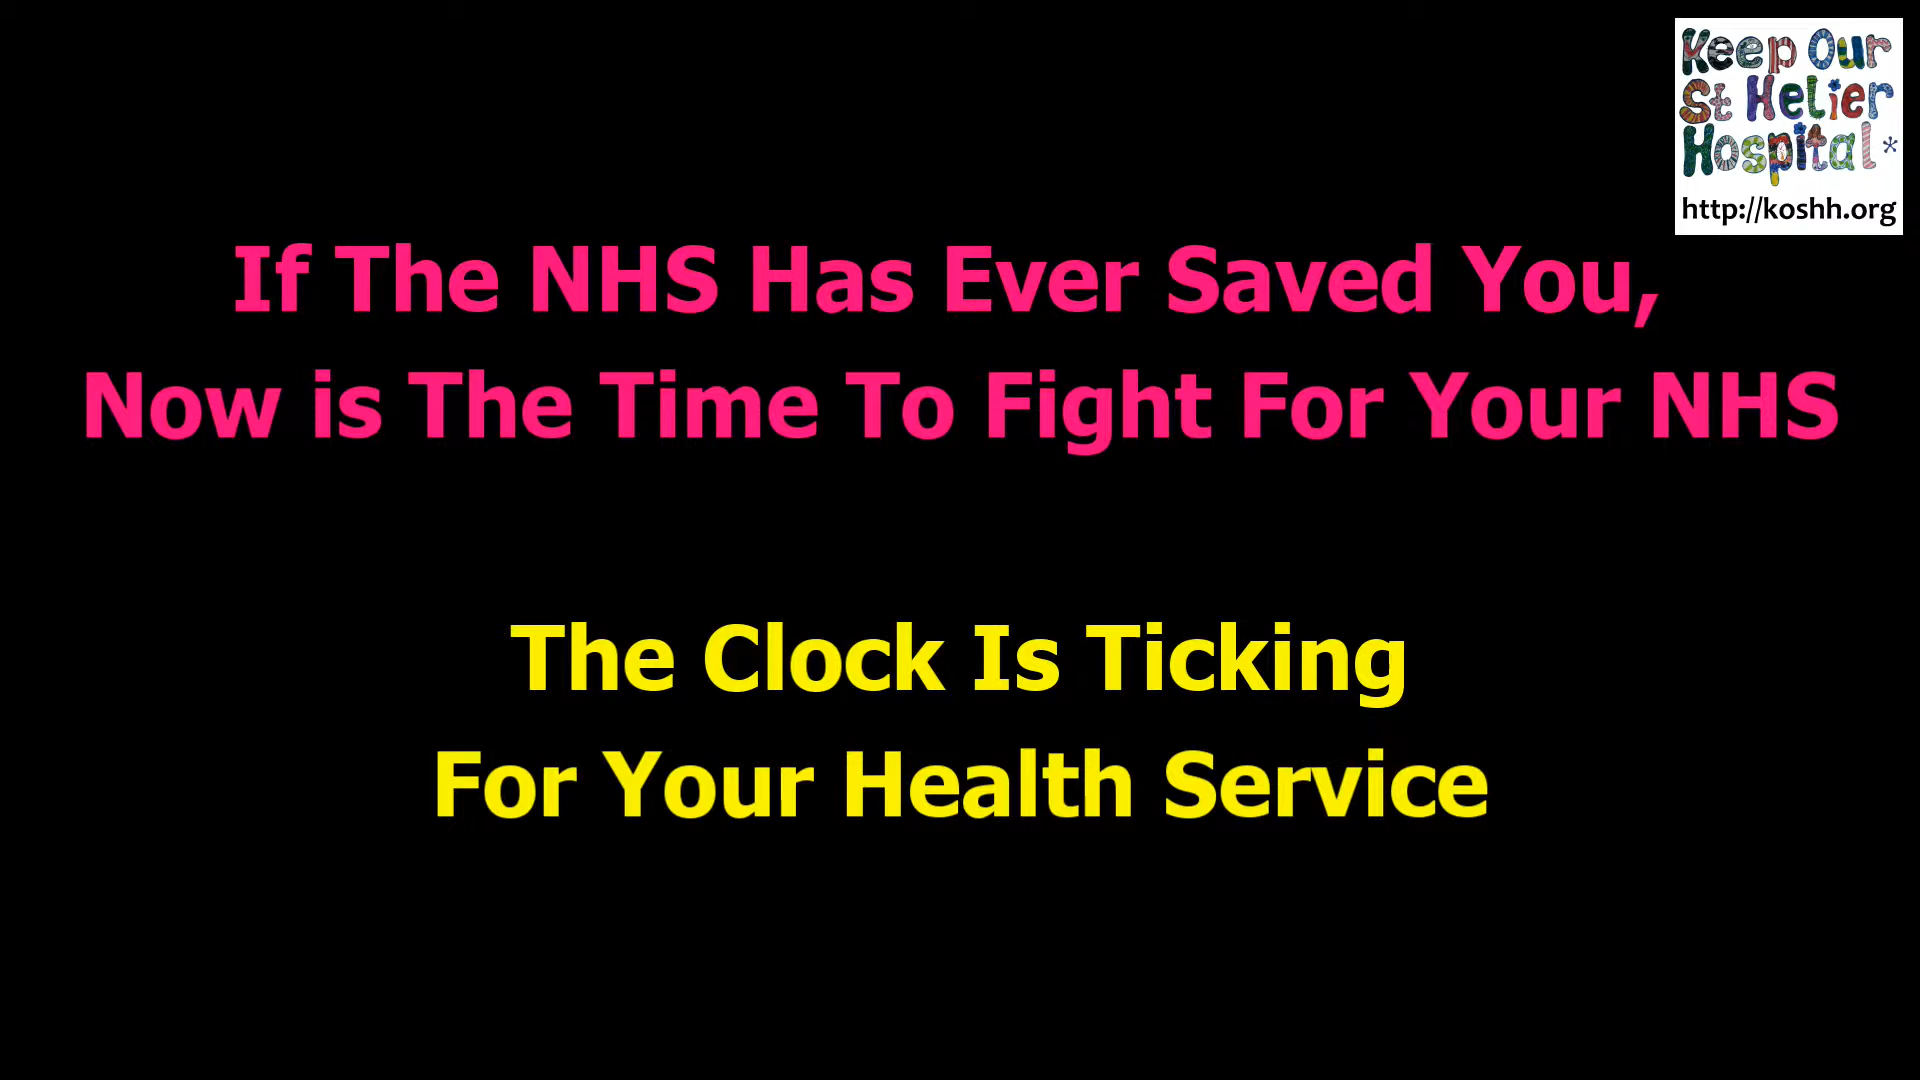 Keep Our
St Helier
Hospital*
http://koshh.org
If The NHS Has Ever Saved You,
Now is The Time To Fight For Your NHS
The Clock Is Ticking
For Your Health Service